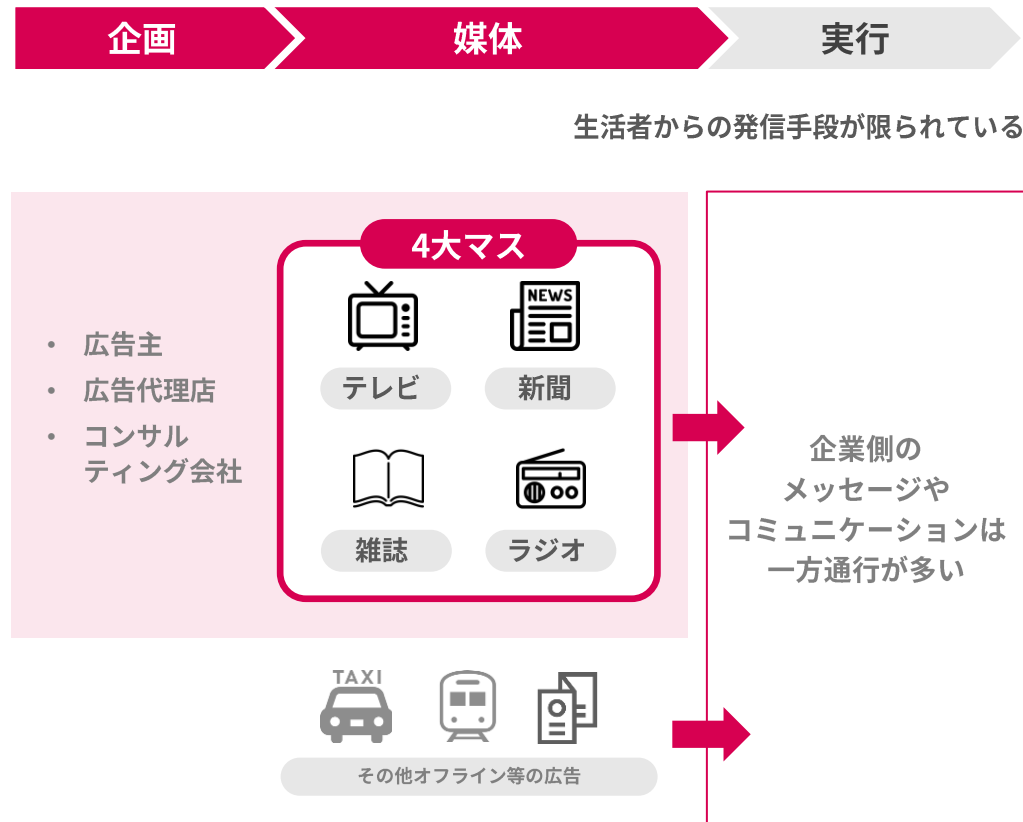 企画
媒体
実行
生活者からの発信手段が限られている
4大マス
NEWS
・ 広告主
・ 広告代理店
・ コンサル
ティング会社
テレビ
新聞
雑誌
ラジオ
企業側の
メッセージや
コミュニケーションは
一方通行が多い
TAXI
その他オフライン等の広告